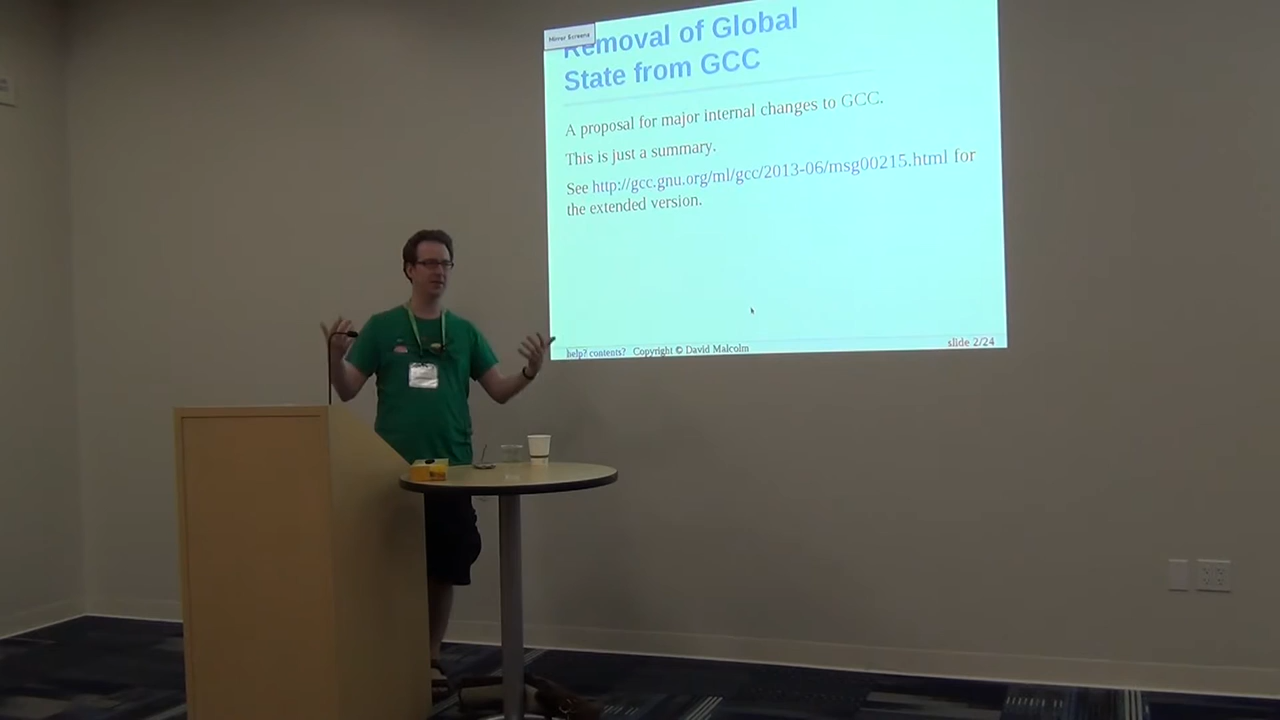 Mirror Screens
Removal of Global
State from GCC
A proposal for major internal changes to GCC.
This is just a summary.
See http://gcc.gnu.org/ml/gcc/2013-06/msg00215.html for
the extended version.
help? contents? Copyright © David Malcolm
slide 2/24